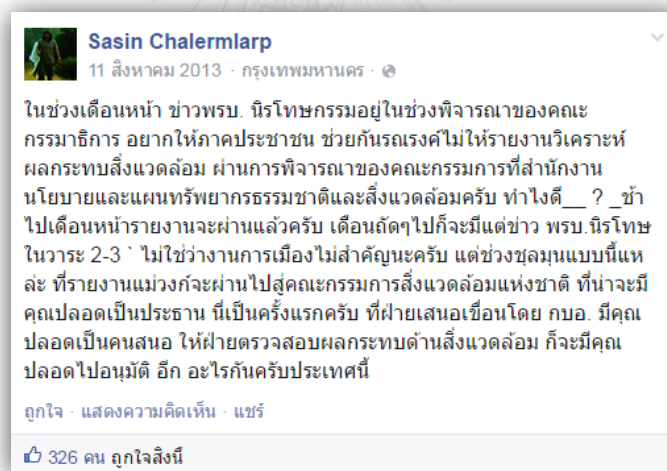 Sasin Chalermlarp
11 สิงหาคม 2013 · กรุงเทพมหานคร ·
ในช่วงเดือนหน้า ข่าวพรบ. นิรโทษกรรมอยู่ในช่วงพิจารณาของคณะ
กรรมาธิการ อยากให้ภาคประชาชน ช่วยกันรณรงค์ไม่ให้รายงานวิเคราะห์
ผลกระทบสิ่งแวดล้อม ผ่านการพิจารณาของคณะกรรมการที่สำนักงาน
นโยบายและแผนทรัพยากรธรรมชาติและสิ่งแวดล้อมครับ ทำไงดี__ ? _ช้า
ไปเดือนหน้ารายงานจะผ่านแล้วครับ เดือนถัดๆไปก็จะมีแต่ข่าว พรบ.นิรโทษ
ในวาระ 2-3 ` ไม่ใช่ว่างานการเมืองไม่สำคัญนะครับ แต่ช่วงชุลมุนแบบนี้แห
ล่ะ ที่รายงานแม่วงก์จะผ่านไปสู่คณะกรรมการสิ่งแวดล้อมแห่งชาติ ที่น่าจะมี
คุณปลอดเป็นประธาน นี่เป็นครั้งแรกครับ ที่ฝ่ายเสนอเขื่อนโดย กบอ. มีคุณ
ปลอดเป็นคนสนอ ให้ฝ่ายตรวจสอบผลกระทบด้านสิ่งแวดล้อม ก็จะมีคุณ
ปลอดไปอนุมัติ อีก อะไรกันครับประเทศนี้
ถูกใจ · แสดงความคิดเห็น · แชร์
326 คน ถูกใจสิ่งนี้